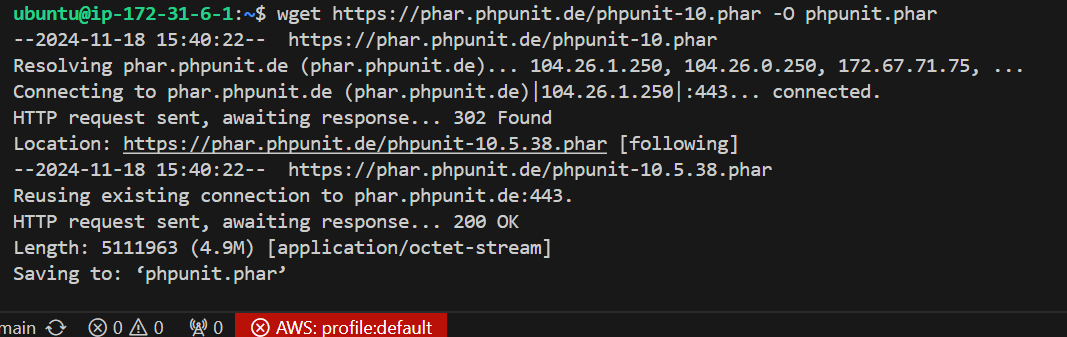 ubuntu@ip-172-31-6-1:~$ wget https://phar.phpunit.de/phpunit-10.phar -O phpunit.phar
--2024-11-18 15:40:22--  https://phar.phpunit.de/phpunit-10.phar
Resolving phar.phpunit.de (phar.phpunit.de)... 104.26.1.250, 104.26.0.250, 172.67.71.75, ...
Connecting to phar.phpunit.de (phar.phpunit.de)|104.26.1.250|:443... connected.
HTTP request sent, awaiting response... 302 Found
Location: https://phar.phpunit.de/phpunit-10.5.38.phar [following]
--2024-11-18 15:40:22--  https://phar.phpunit.de/phpunit-10.5.38.phar
Reusing existing connection to phar.phpunit.de:443.
HTTP request sent, awaiting response... 200 OK
Length: 5111963 (4.9M) [application/octet-stream]
Saving to: ‘phpunit.phar’
main 0 0 0 AWS: profile:default